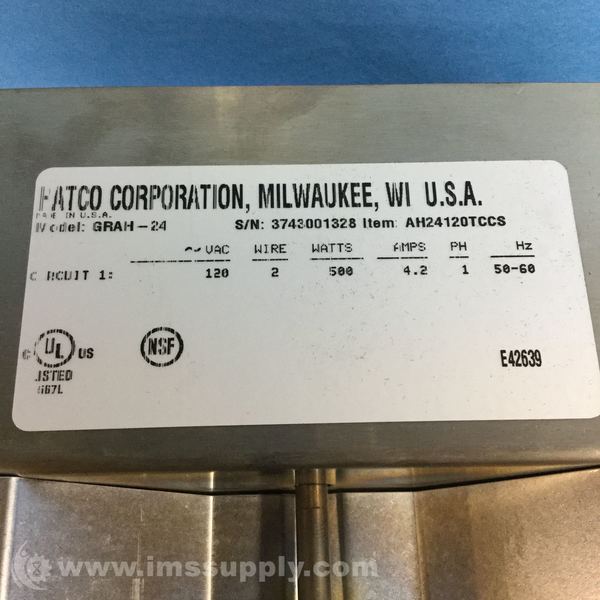 HATCO CORPORATION, MILWAUKEE, WI U.S.A.
MADE IN U.S.A.
Model: GRAH-24 S/N: 3743001328 Item: AH24120TCCS
~ VAC WIRE WATTS AMPS PH Hz
CIRCUIT 1: 120 2 500 4.2 1 50-60
C UL US NSF
LISTED
667L
E42639
www.imssupply.com